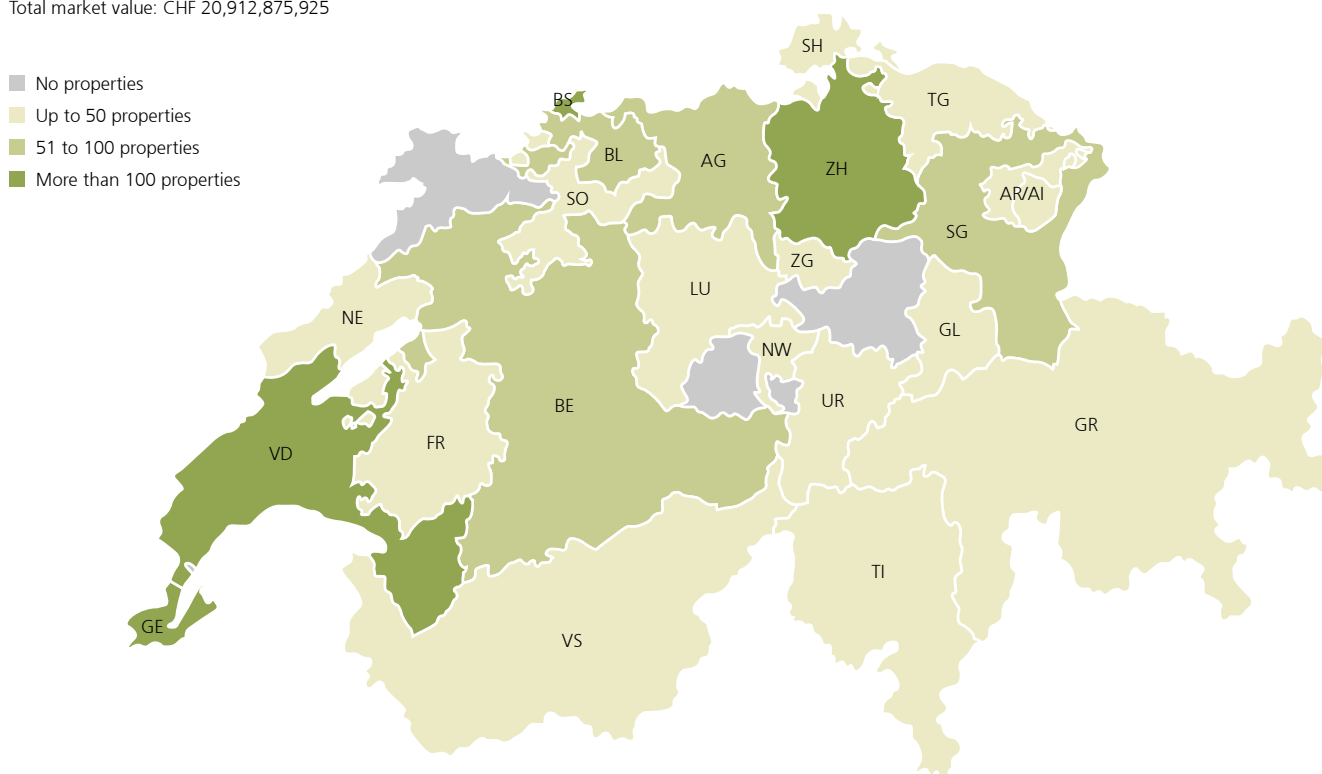 Total market value: CHF 20,912,875,925
No properties
Up to 50 properties
51 to 100 properties
More than 100 properties
SH
BS
TG
BL
AG
ZH
SO
AR/AI
SG
ZG
LU
NE
GL
NW
BE
UR
GR
FR
VD
TI
GE
VS